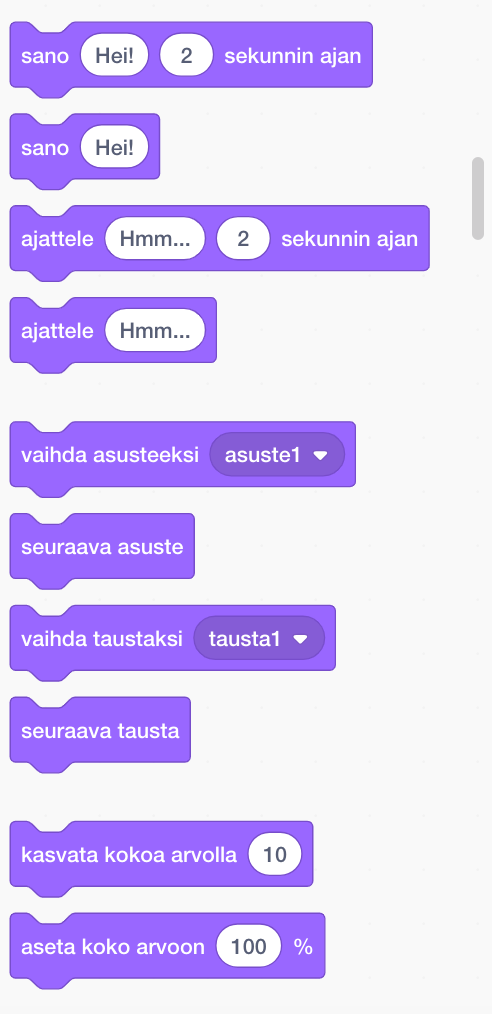 sano Hei! 2 sekunnin ajan
sano Hei!
ajattele Hmm... 2 sekunnin ajan
ajattele Hmm...
vaihda asusteeksi asuste1
seuraava asuste
vaihda taustaksi tausta1
seuraava tausta
kasvata kokoa arvolla 10
aseta koko arvoon 100 %